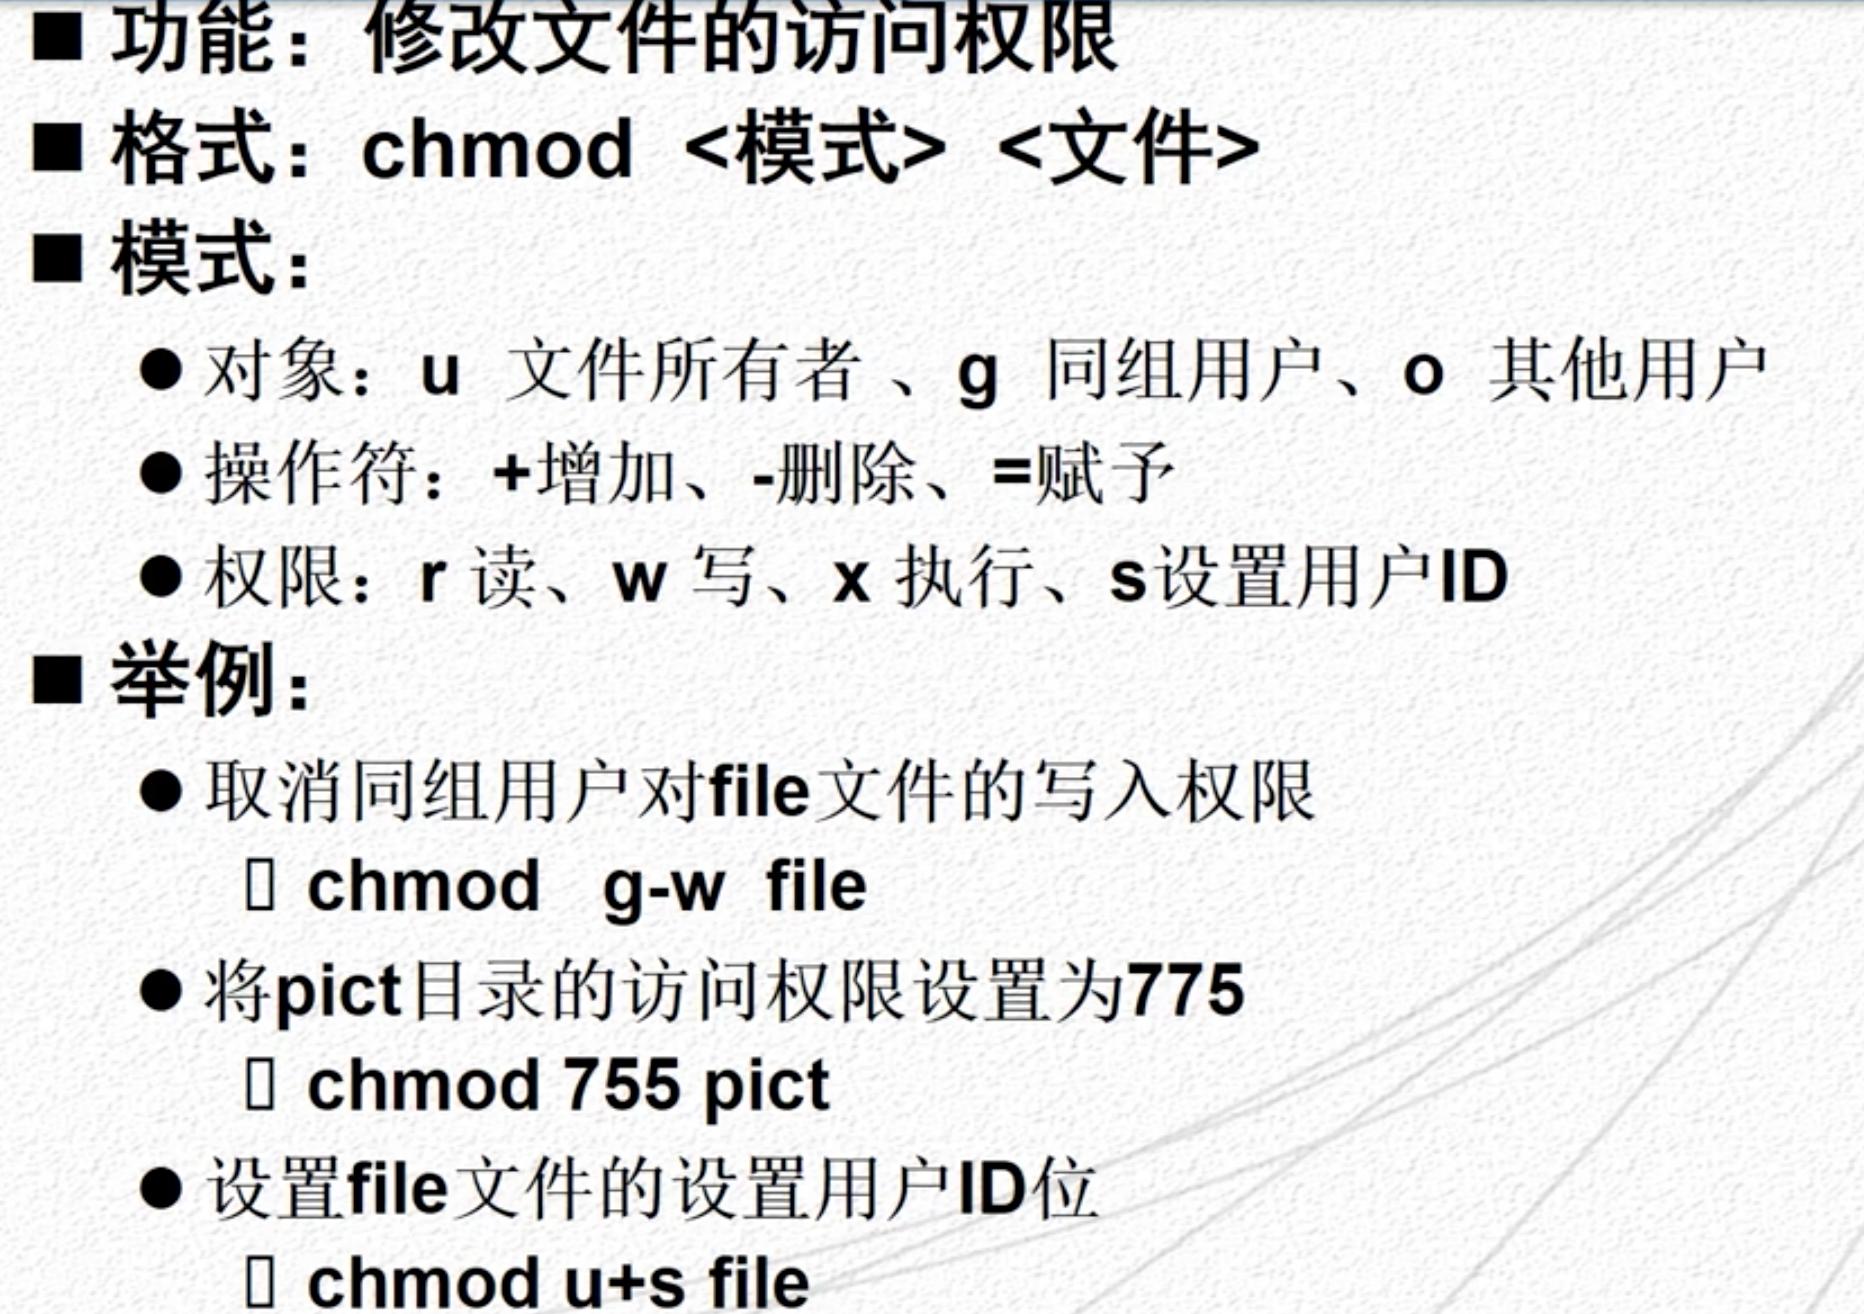 ■ 功能：修改文件的访问权限
■ 格式：chmod <模式> <文件>
■ 模式：
● 对象：u 文件所有者 、g 同组用户、o 其他用户
● 操作符：+增加、-删除、=赋予
● 权限：r 读、w 写、x 执行、s设置用户ID
■ 举例：
● 取消同组用户对file文件的写入权限
▯ chmod g-w file
● 将pict目录的访问权限设置为775
▯ chmod 755 pict
● 设置file文件的设置用户ID位
▯ chmod u+s file